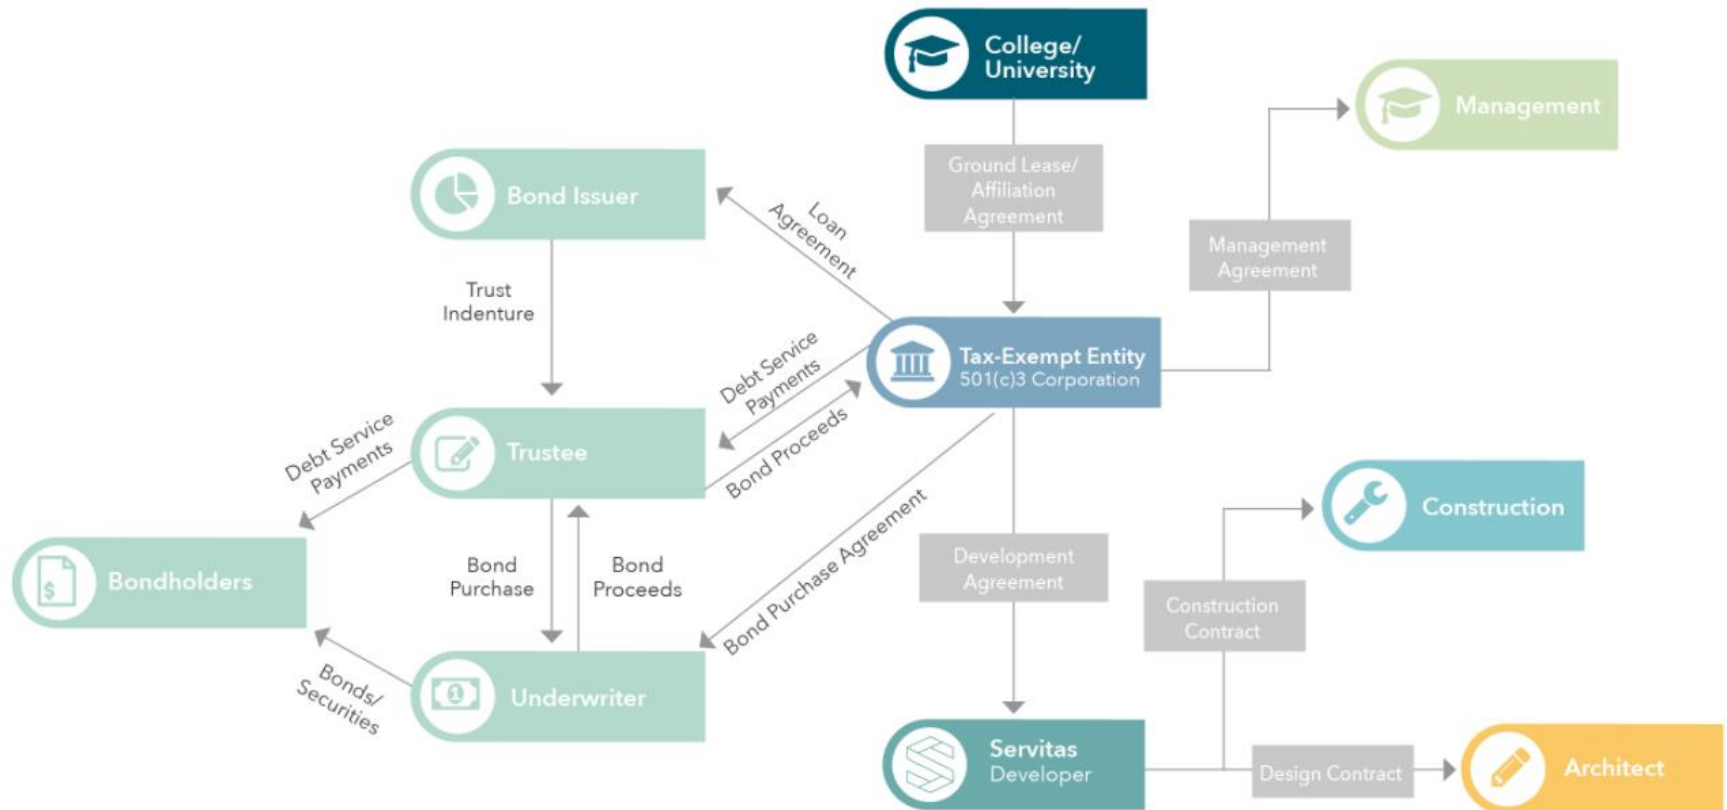 College/
University
Management
Ground Lease/
Affiliation
Agreement
Bond Issuer
Loan
Agreement
Management
Agreement
Trust
Indenture
Tax-Exempt Entity
501(c)3 Corporation
Debt Service
Payments
Bond Proceeds
Debt Service
Payments
Trustee
Bond Purchase Agreement
Construction
Development
Agreement
Bond
Purchase
Bond
Proceeds
Bondholders
$
Construction
Contract
Bonds/
Securities
Underwriter
1
Servitas
Developer
Design Contract
Architect